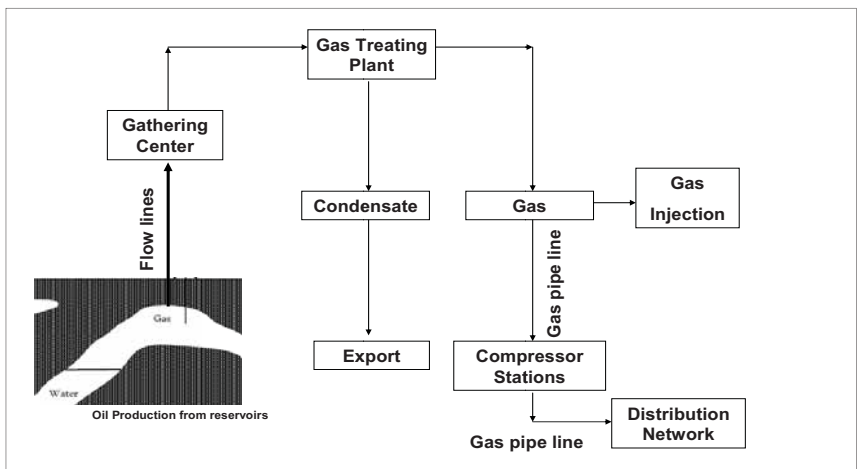 Gas Treating
Plant
Gathering
Center
Flow lines
Condensate
Gas
Gas
Injection
Gas pipe line
Gas
Water
Export
Compressor
Stations
Oil Production from reservoirs
Gas pipe line
Distribution
Network